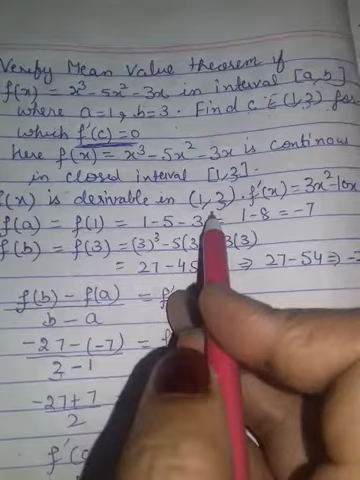 Verify Mean Value theorem if
f(x) = x³ - 5x² - 3x in interval [a,b]
where a=1, b=3. Find c ∈ (1,3) for
which f'(c) = 0
Here f(x) = x³ - 5x² - 3x is continou
in closed interval [1,3].
f(x) is derivable in (1,3). f'(x) = 3x² - 10x
f(a) = f(1) = 1 - 5 - 3 = 1 - 8 = -7
f(b) = f(3) = (3)³ - 5(3) 3(3)
= 27 - 45 ⇒ 27 - 54 ⇒ -2
f(b) - f(a) / b - a = f'
-27 - (-7) / 3 - 1 = f
-27 + 7 / 2
f'(c